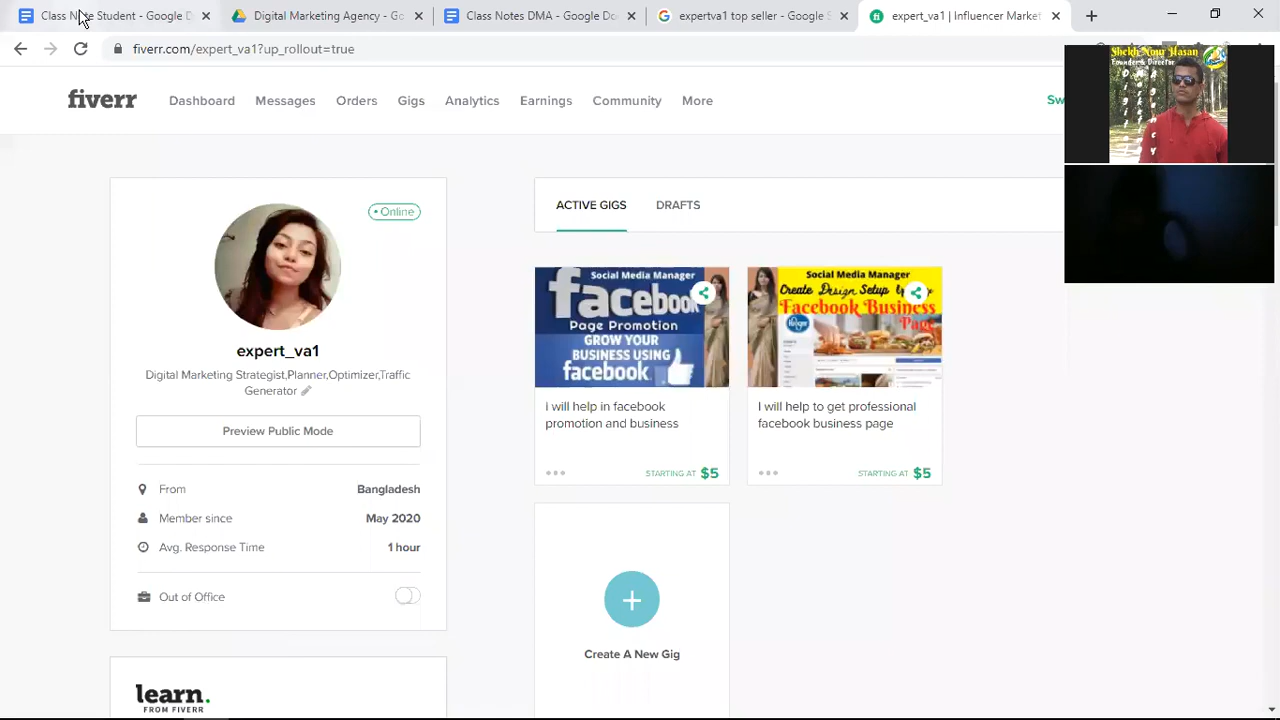 Class Note Student - Google D
Digital Marketing Agency - Go
Class Notes DMA - Google Do
expertva top seller - Google S
expert_va1 | Influencer Market
fiverr.com/expert_va1?up_rollout=true
fiverr Dashboard Messages Orders Gigs Analytics Earnings Community More Sw
Shekh Nour Hasan
Founder & Director
• Online
expert_va1
Digital Marketing Strategist,Planner,Optimizer,Traffic
Generator
Preview Public Mode
From Bangladesh
Member since May 2020
Avg. Response Time 1 hour
Out of Office
learn.
FROM FIVERR
ACTIVE GIGS DRAFTS
Social Media Manager
facebook
Page Promotion
GROW YOUR
BUSINESS USING
facebook
i will help in facebook
promotion and business
STARTING AT $5
Social Media Manager
Create Design Setup
Facebook Business
Page
Kroger
I will help to get professional
facebook business page
STARTING AT $5
Create A New Gig